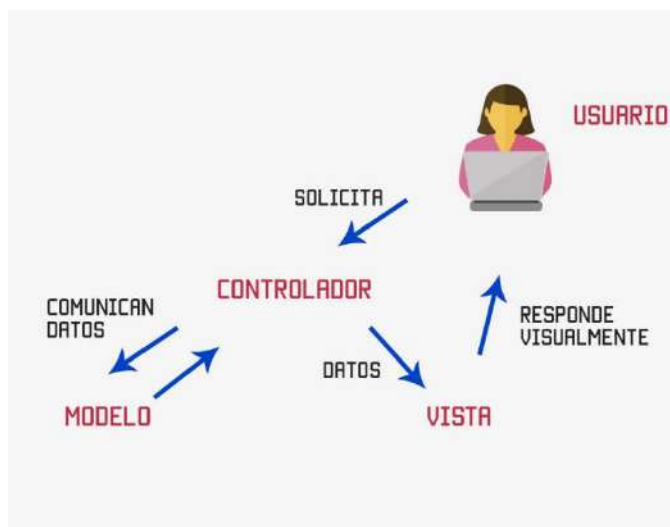 USUARIO
SOLICITA
CONTROLADOR
COMUNICAN
DATOS
RESPONDE
VISUALMENTE
DATOS
MODELO
VISTA